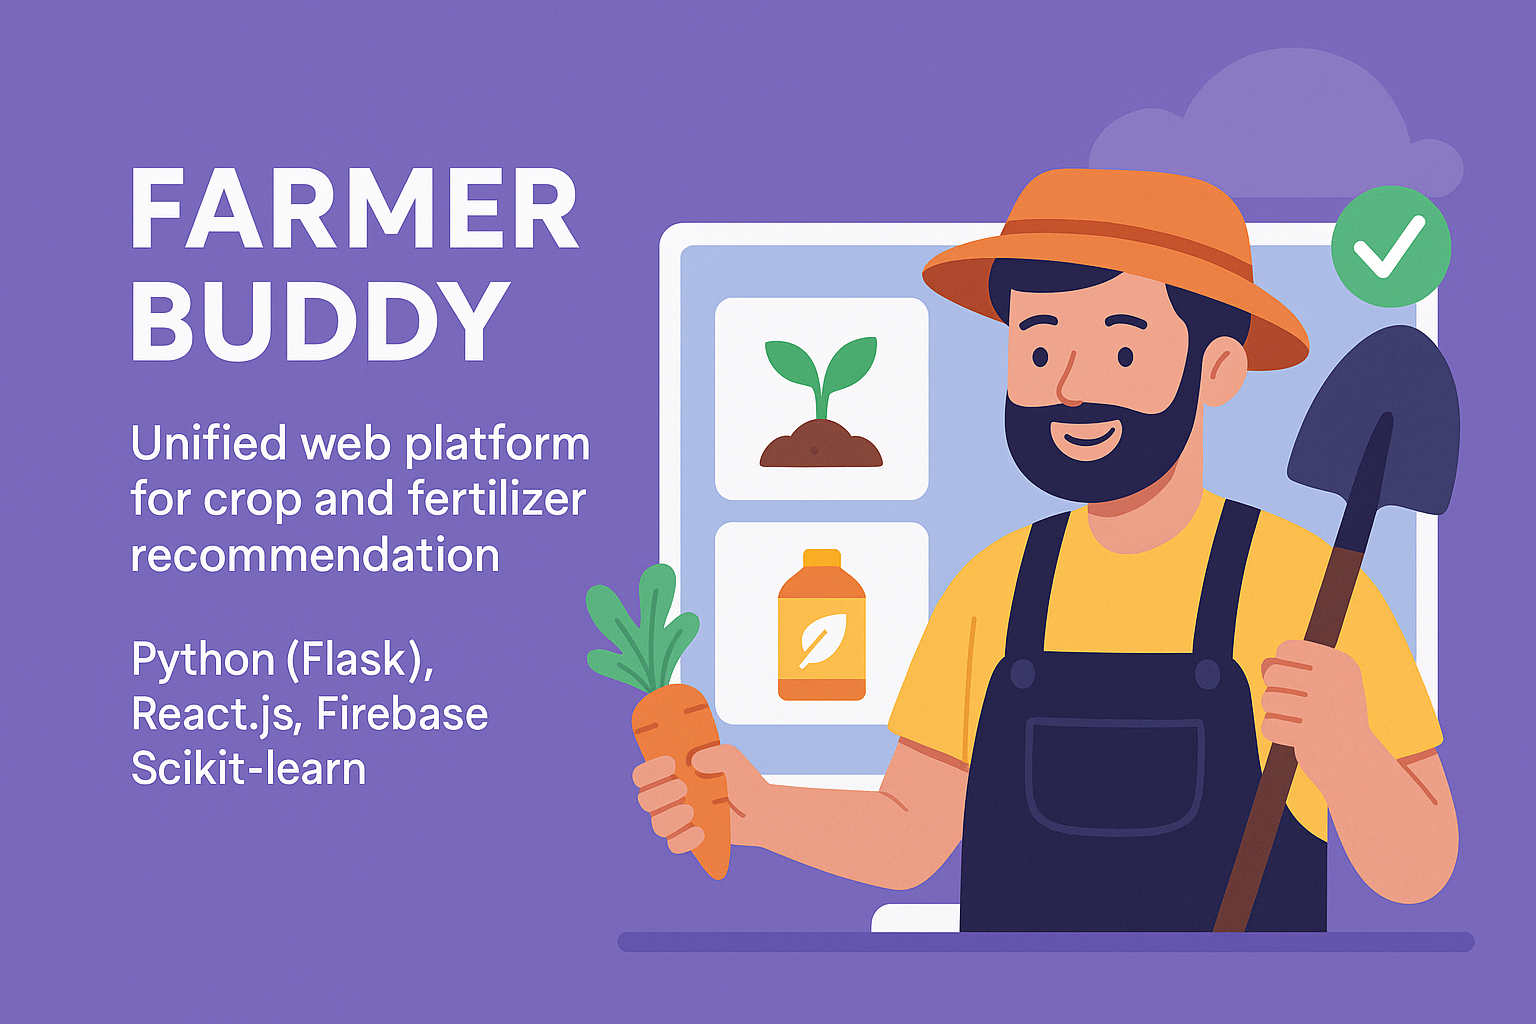 FARMER
BUDDY
Unified web platform
for crop and fertilizer
recommendation
Python (Flask),
React.js, Firebase
Scikit-learn